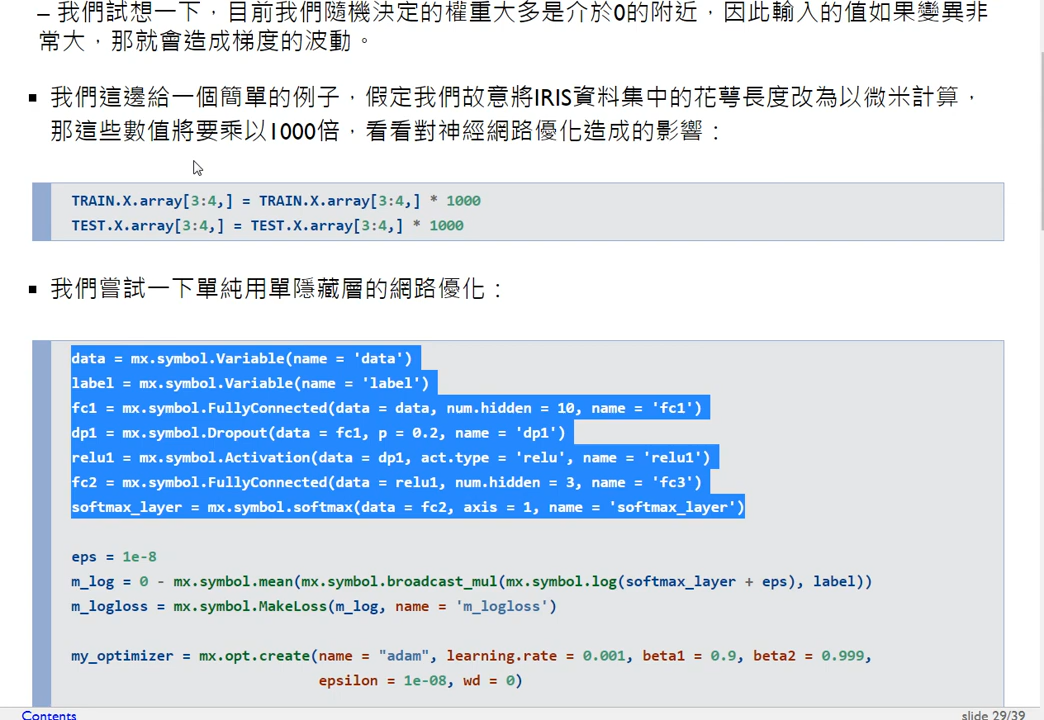 – 我們試想一下，目前我們隨機決定的權重大多是介於0的附近，因此輸入的值如果變異非
常大，那就會造成梯度的波動。
▪ 我們這邊給一個簡單的例子，假定我們故意將IRIS資料集中的花萼長度改為以微米計算，
那這些數值將要乘以1000倍，看看對神經網路優化造成的影響：
TRAIN.X.array[3:4,] = TRAIN.X.array[3:4,] * 1000
TEST.X.array[3:4,] = TEST.X.array[3:4,] * 1000
▪ 我們嘗試一下單純用單隱藏層的網路優化：
data = mx.symbol.Variable(name = 'data')
label = mx.symbol.Variable(name = 'label')
fc1 = mx.symbol.FullyConnected(data = data, num.hidden = 10, name = 'fc1')
dp1 = mx.symbol.Dropout(data = fc1, p = 0.2, name = 'dp1')
relu1 = mx.symbol.Activation(data = dp1, act.type = 'relu', name = 'relu1')
fc2 = mx.symbol.FullyConnected(data = relu1, num.hidden = 3, name = 'fc3')
softmax_layer = mx.symbol.softmax(data = fc2, axis = 1, name = 'softmax_layer')
eps = 1e-8
m_log = 0 - mx.symbol.mean(mx.symbol.broadcast_mul(mx.symbol.log(softmax_layer + eps), label))
m_logloss = mx.symbol.MakeLoss(m_log, name = 'm_logloss')
my_optimizer = mx.opt.create(name = "adam", learning.rate = 0.001, beta1 = 0.9, beta2 = 0.999,
epsilon = 1e-08, wd = 0)
Contents
slide 29/39